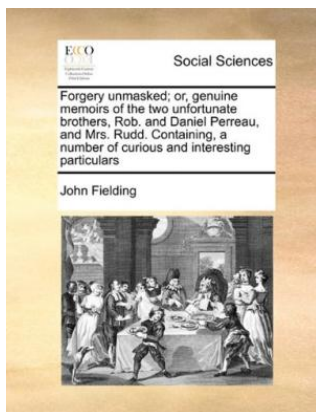 ECCO
Social Sciences
Forgery unmasked; or, genuine
memoirs of the two unfortunate
brothers, Rob. and Daniel Perreau,
and Mrs. Rudd. Containing, a
number of curious and interesting
particulars
John Fielding